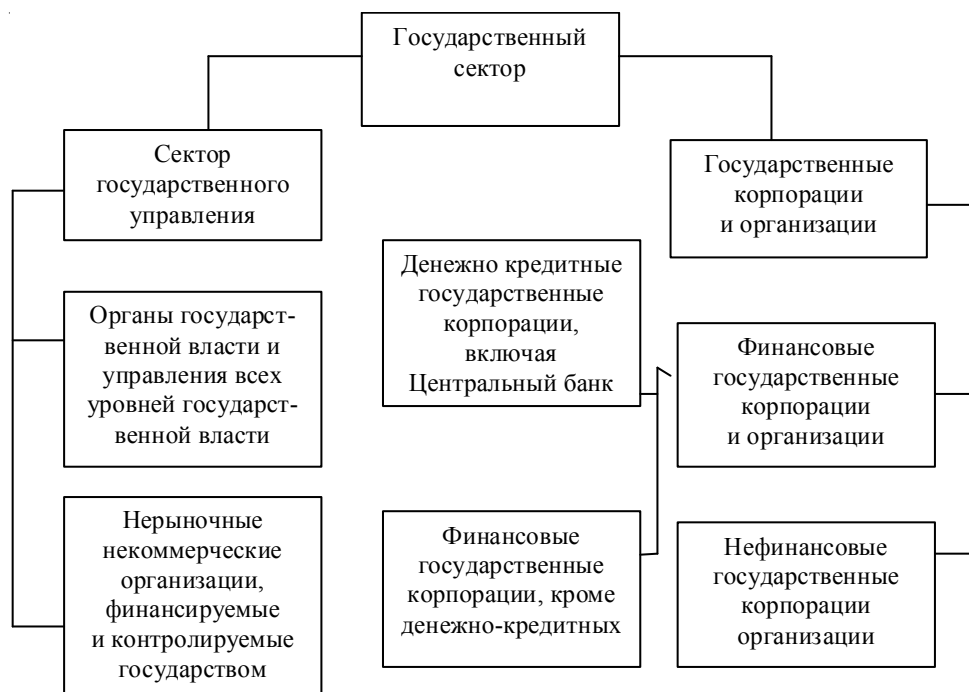 Государственный
сектор
Сектор
государственного
управления
Государственные
корпорации
и организации
Денежно кредитные
государственные
корпорации,
включая
Центральный банк
Органы государст-
венной власти и
управления всех
уровней государст-
венной власти
Финансовые
государственные
корпорации
и организации
Нерыночные
некоммерческие
организации,
финансируемые
и контролируемые
государством
Финансовые
государственные
корпорации, кроме
денежно-кредитных
Нефинансовые
государственные
корпорации
организации